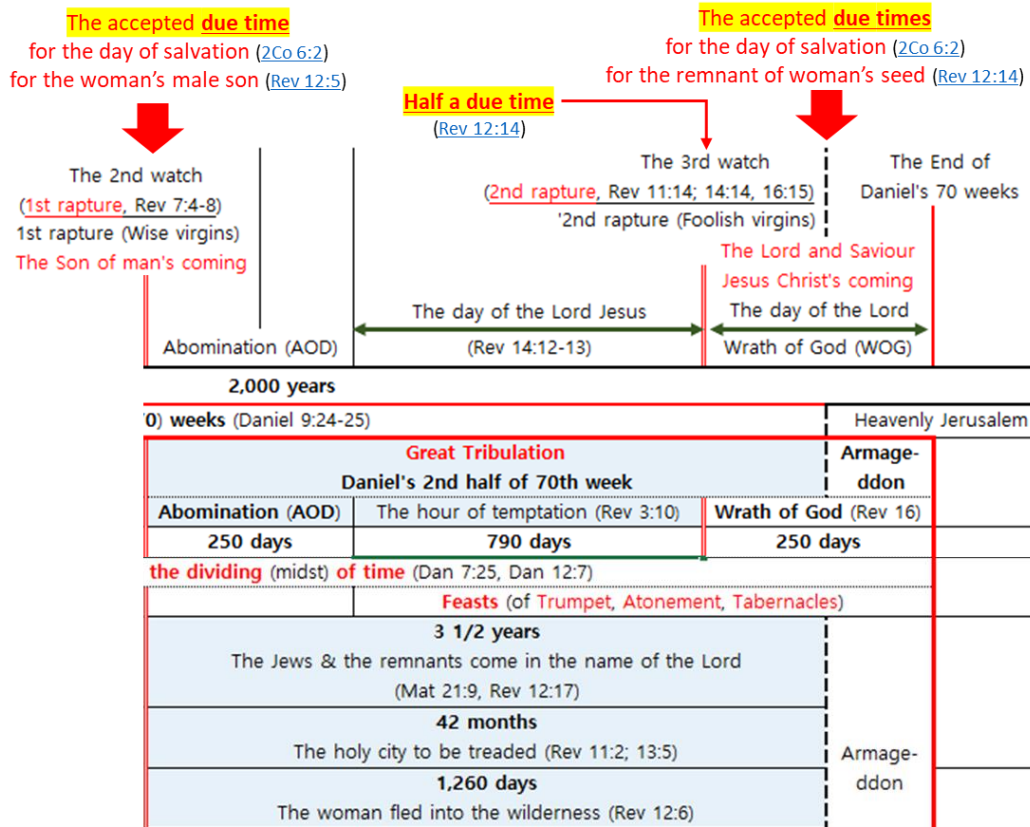 The accepted due time
for the day of salvation (2Co 6:2)
for the woman's male son (Rev 12:5)
The accepted due times
for the day of salvation (2Co 6:2)
for the remnant of woman's seed (Rev 12:14)
Half a due time
(Rev 12:14)
The 2nd watch
(1st rapture, Rev 7:4-8)
1st rapture (Wise virgins)
The Son of man's coming
The 3rd watch
(2nd rapture, Rev 11:14; 14:14, 16:15)
'2nd rapture (Foolish virgins)
The End of
Daniel's 70 weeks
The Lord and Saviour
Jesus Christ's coming
Abomination (AOD)
The day of the Lord Jesus
(Rev 14:12-13)
The day of the Lord
Wrath of God (WOG)
2,000 years
0) weeks (Daniel 9:24-25)
Heavenly Jerusalem
Great Tribulation
Daniel's 2nd half of 70th week
Armage-
ddon
Abomination (AOD)
The hour of temptation (Rev 3:10)
Wrath of God (Rev 16)
250 days
790 days
250 days
the dividing (midst) of time (Dan 7:25, Dan 12:7)
Feasts (of Trumpet, Atonement, Tabernacles)
3 1/2 years
The Jews & the remnants come in the name of the Lord
(Mat 21:9, Rev 12:17)
42 months
The holy city to be treaded (Rev 11:2; 13:5)
1,260 days
The woman fled into the wilderness (Rev 12:6)
Armage-
ddon